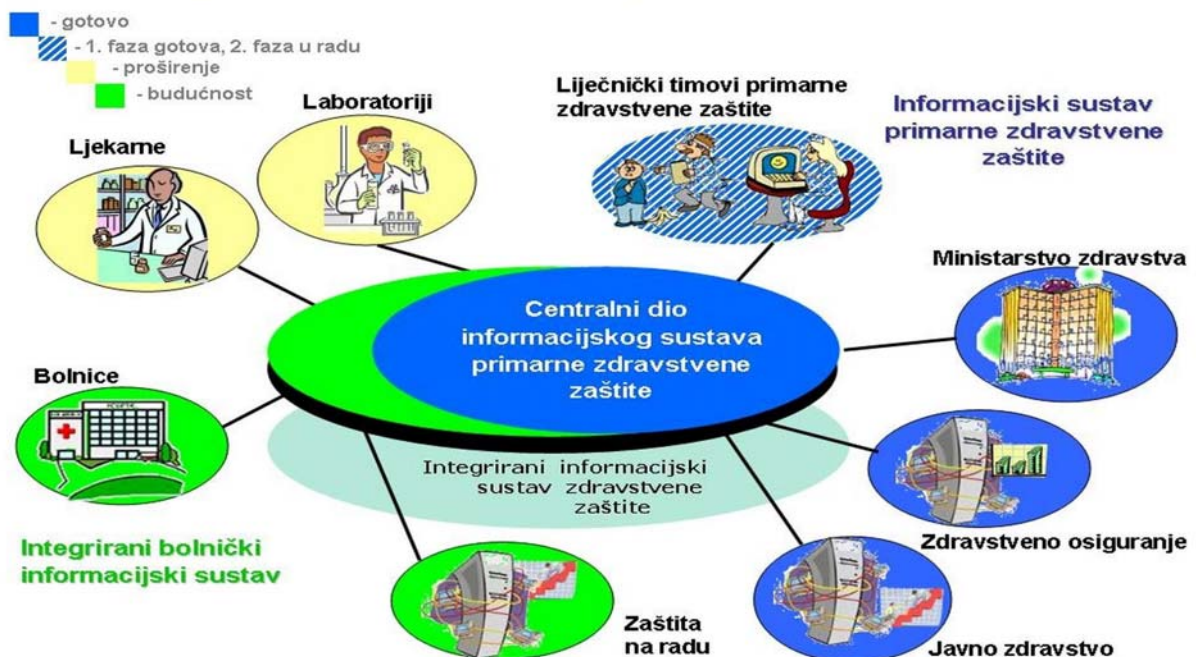 - gotovo
- 1. faza gotova, 2. faza u radu
- proširenje
- budućnost
Laboratoriji
Ljekarne
Liječnički timovi primarne
zdravstvene zaštite
Informacijski sustav
primarne zdravstvene
zaštite
Ministarstvo zdravstva
Centralni dio
informacijskog sustava
primarne zdravstvene
zaštite
Bolnice
Integrirani informacijski
sustav zdravstvene
zaštite
Integrirani bolnički
informacijski sustav
Zdravstveno osiguranje
Zaštita
na radu
Javno zdravstvo